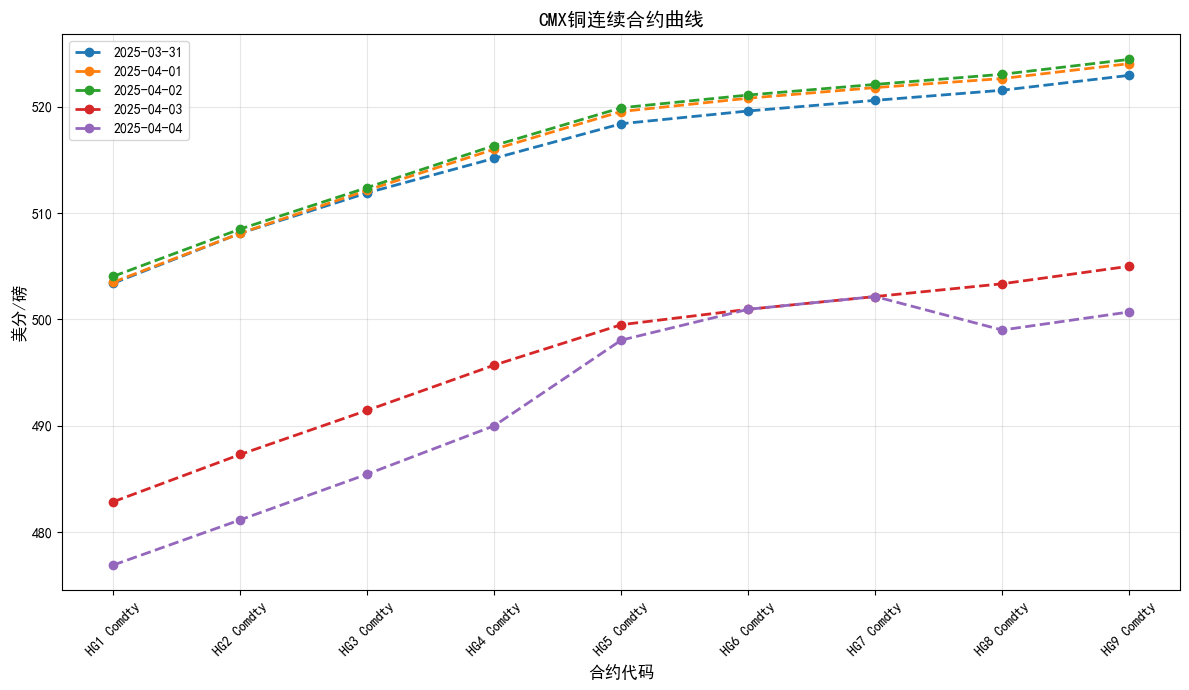 CMX铜连续合约曲线
2025-03-31
2025-04-01
2025-04-02
2025-04-03
2025-04-04
美分/磅
520
510
500
490
480
HG1 Comdty
HG2 Comdty
HG3 Comdty
HG4 Comdty
HG5 Comdty
HG6 Comdty
HG7 Comdty
HG8 Comdty
HG9 Comdty
合约代码